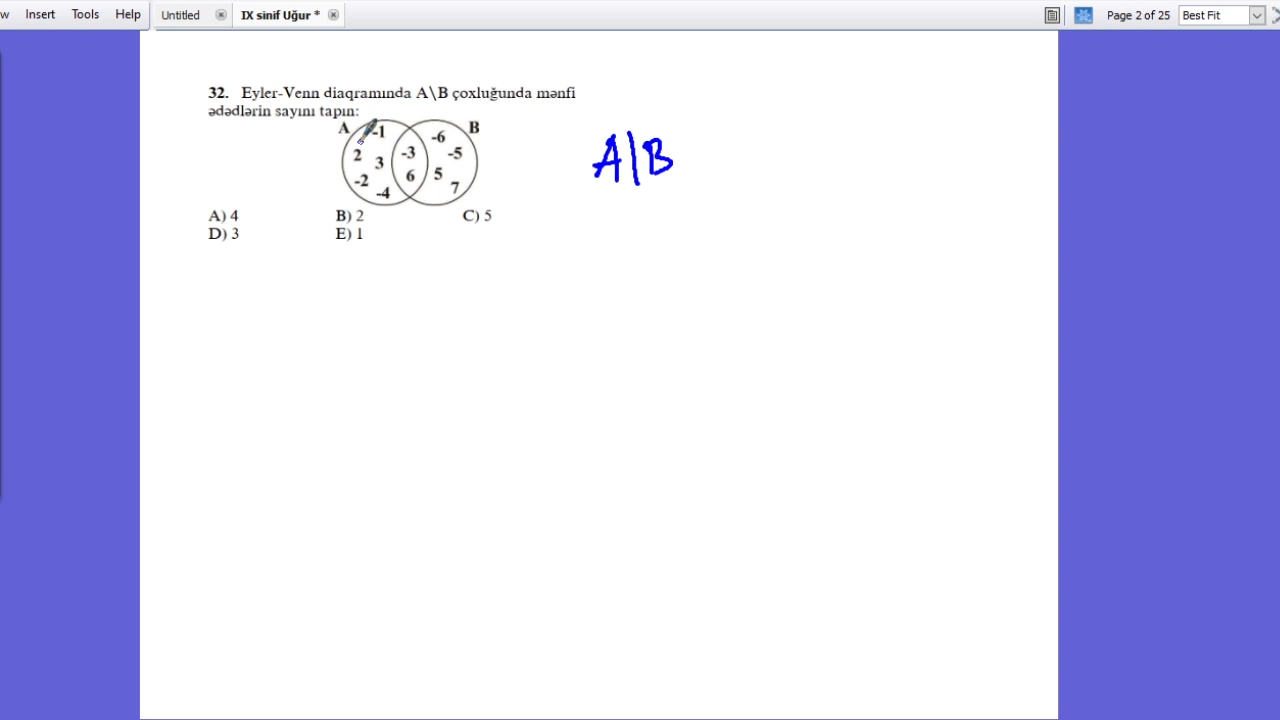 w Insert Tools Help Untitled IX sinif Uğur * Page 2 of 25 Best Fit
32. Eyler-Venn diaqramında A\B çoxluğunda mənfi
ədədlərin sayını tapın:
A -1 -6 B
2 3 -3 -5
-2 6 5
-4 7
A|B
A) 4 B) 2 C) 5
D) 3 E) 1